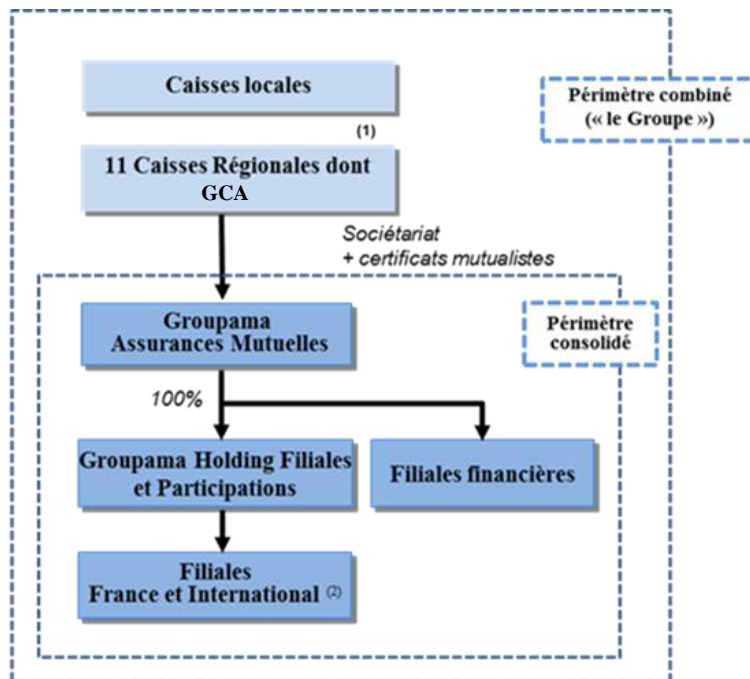 Caisses locales
Périmètre combiné
(« le Groupe »)
(1)
11 Caisses Régionales dont
GCA
Sociétariat
+ certificats mutualistes
Groupama
Assurances Mutuelles
Périmètre
consolidé
100%
Groupama Holding Filiales
et Participations
Filiales financières
Filiales
France et International (2)